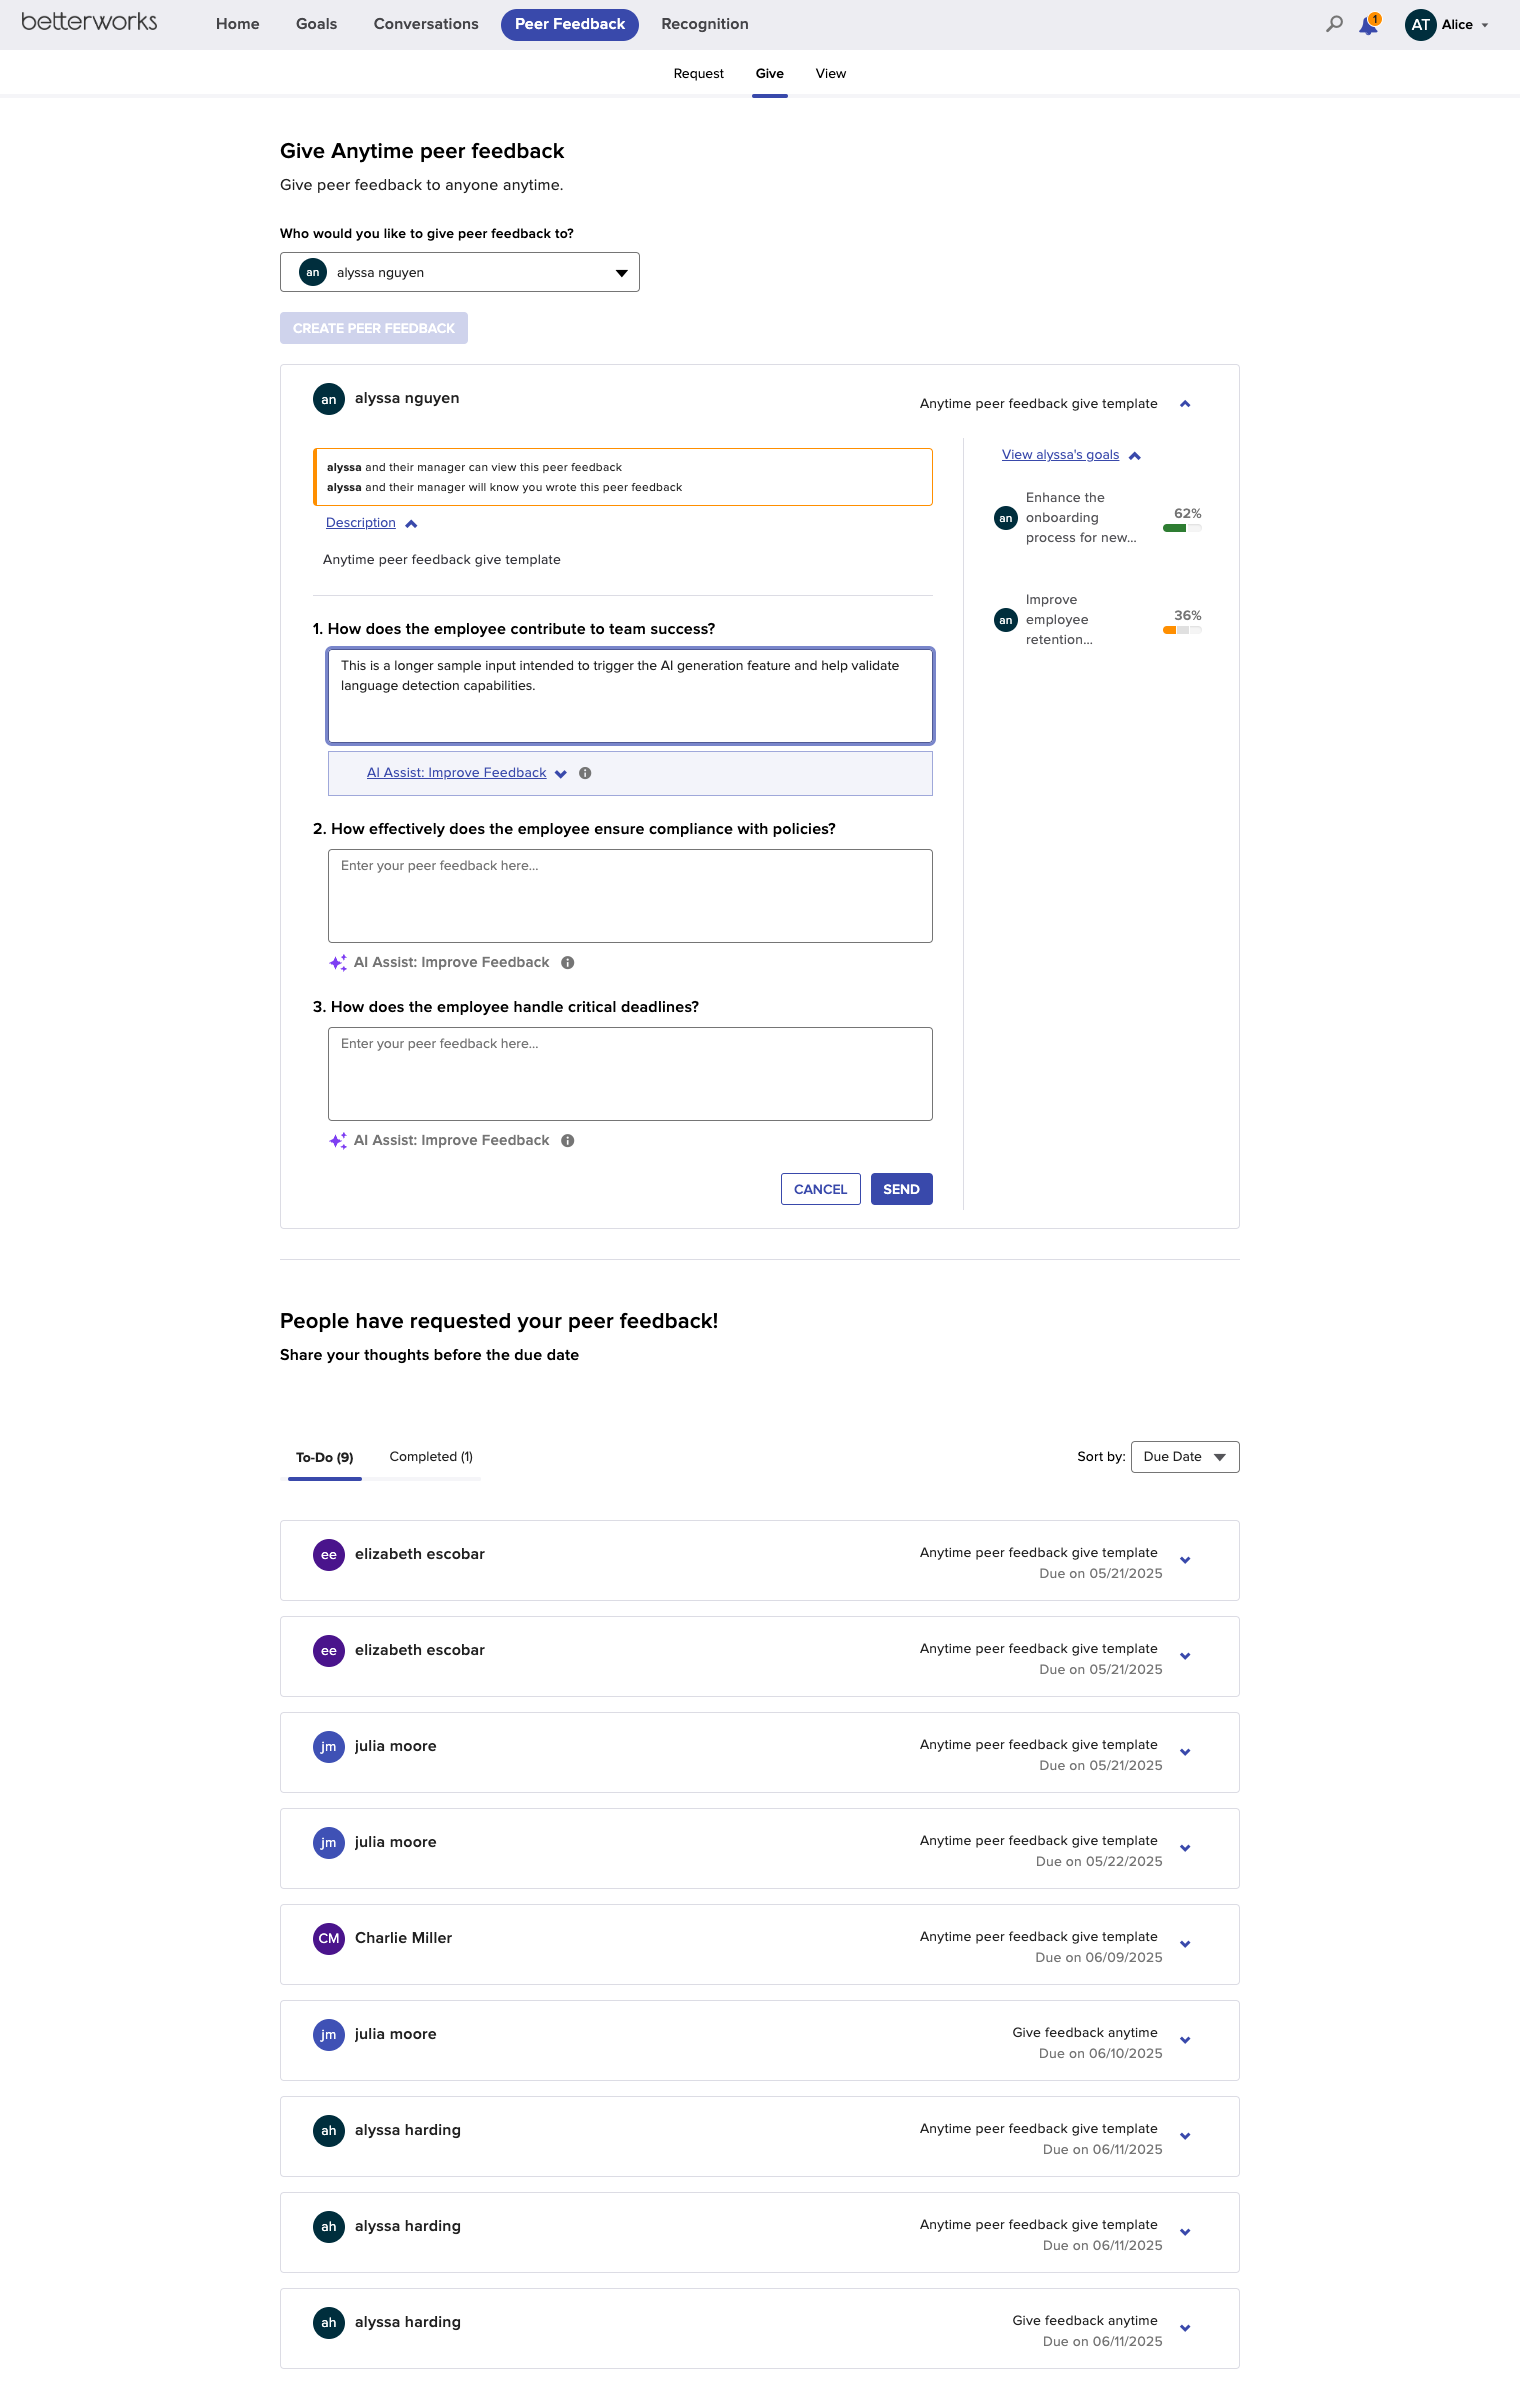 betterworks
Home
Goals
Conversations
Peer Feedback
Recognition
1
AT
Alice
Request
Give
View
Give Anytime peer feedback
Give peer feedback to anyone anytime.
Who would you like to give peer feedback to?
an
alyssa nguyen
CREATE PEER FEEDBACK
an
alyssa nguyen
Anytime peer feedback give template
alyssa and their manager can view this peer feedback
alyssa and their manager will know you wrote this peer feedback
Description
Anytime peer feedback give template
View alyssa's goals
an
Enhance the
onboarding
process for new...
62%
an
Improve
employee
retention...
36%
1. How does the employee contribute to team success?
This is a longer sample input intended to trigger the AI generation feature and help validate
language detection capabilities.
AI Assist: Improve Feedback
2. How effectively does the employee ensure compliance with policies?
Enter your peer feedback here...
AI Assist: Improve Feedback
3. How does the employee handle critical deadlines?
Enter your peer feedback here...
AI Assist: Improve Feedback
CANCEL
SEND
People have requested your peer feedback!
Share your thoughts before the due date
To-Do (9)
Completed (1)
Sort by:
Due Date
ee
elizabeth escobar
Anytime peer feedback give template
Due on 05/21/2025
ee
elizabeth escobar
Anytime peer feedback give template
Due on 05/21/2025
jm
julia moore
Anytime peer feedback give template
Due on 05/21/2025
jm
julia moore
Anytime peer feedback give template
Due on 05/22/2025
CM
Charlie Miller
Anytime peer feedback give template
Due on 06/09/2025
jm
julia moore
Give feedback anytime
Due on 06/10/2025
ah
alyssa harding
Anytime peer feedback give template
Due on 06/11/2025
ah
alyssa harding
Anytime peer feedback give template
Due on 06/11/2025
ah
alyssa harding
Give feedback anytime
Due on 06/11/2025